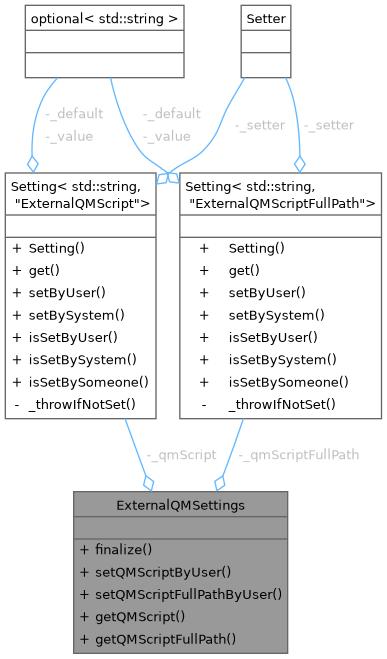 optional< std::string >
Setter
-_default
-_value
-_default
-_value
-_setter
-_setter
Setting< std::string,
"ExternalQMScript">
+ Setting()
+ get()
+ setByUser()
+ setBySystem()
+ isSetByUser()
+ isSetBySystem()
+ isSetBySomeone()
- _throwIfNotSet()
Setting< std::string,
"ExternalQMScriptFullPath">
+ Setting()
+ get()
+ setByUser()
+ setBySystem()
+ isSetByUser()
+ isSetBySystem()
+ isSetBySomeone()
- _throwIfNotSet()
-_qmScript
-_qmScriptFullPath
ExternalQMSettings
+ finalize()
+ setQMScriptByUser()
+ setQMScriptFullPathByUser()
+ getQMScript()
+ getQMScriptFullPath()